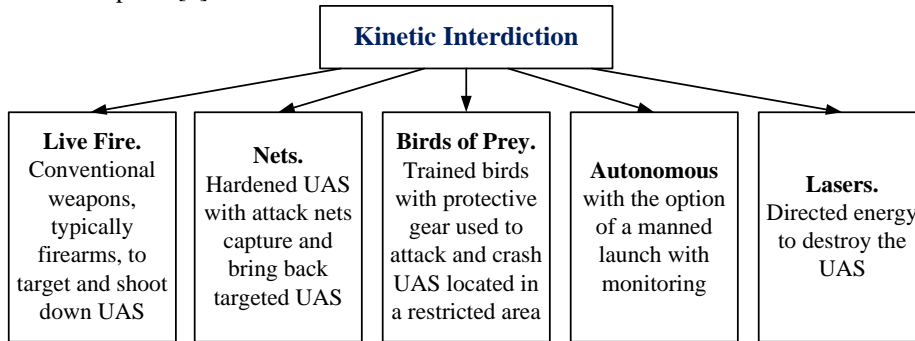 Kinetic Interdiction
Live Fire.
Conventional
weapons,
typically
firearms, to
target and shoot
down UAS
Nets.
Hardened UAS
with attack nets
capture and
bring back
targeted UAS
Birds of Prey.
Trained birds
with protective
gear used to
attack and crash
UAS located in
a restricted area
Autonomous
with the option
of a manned
launch with
monitoring
Lasers.
Directed energy
to destroy the
UAS